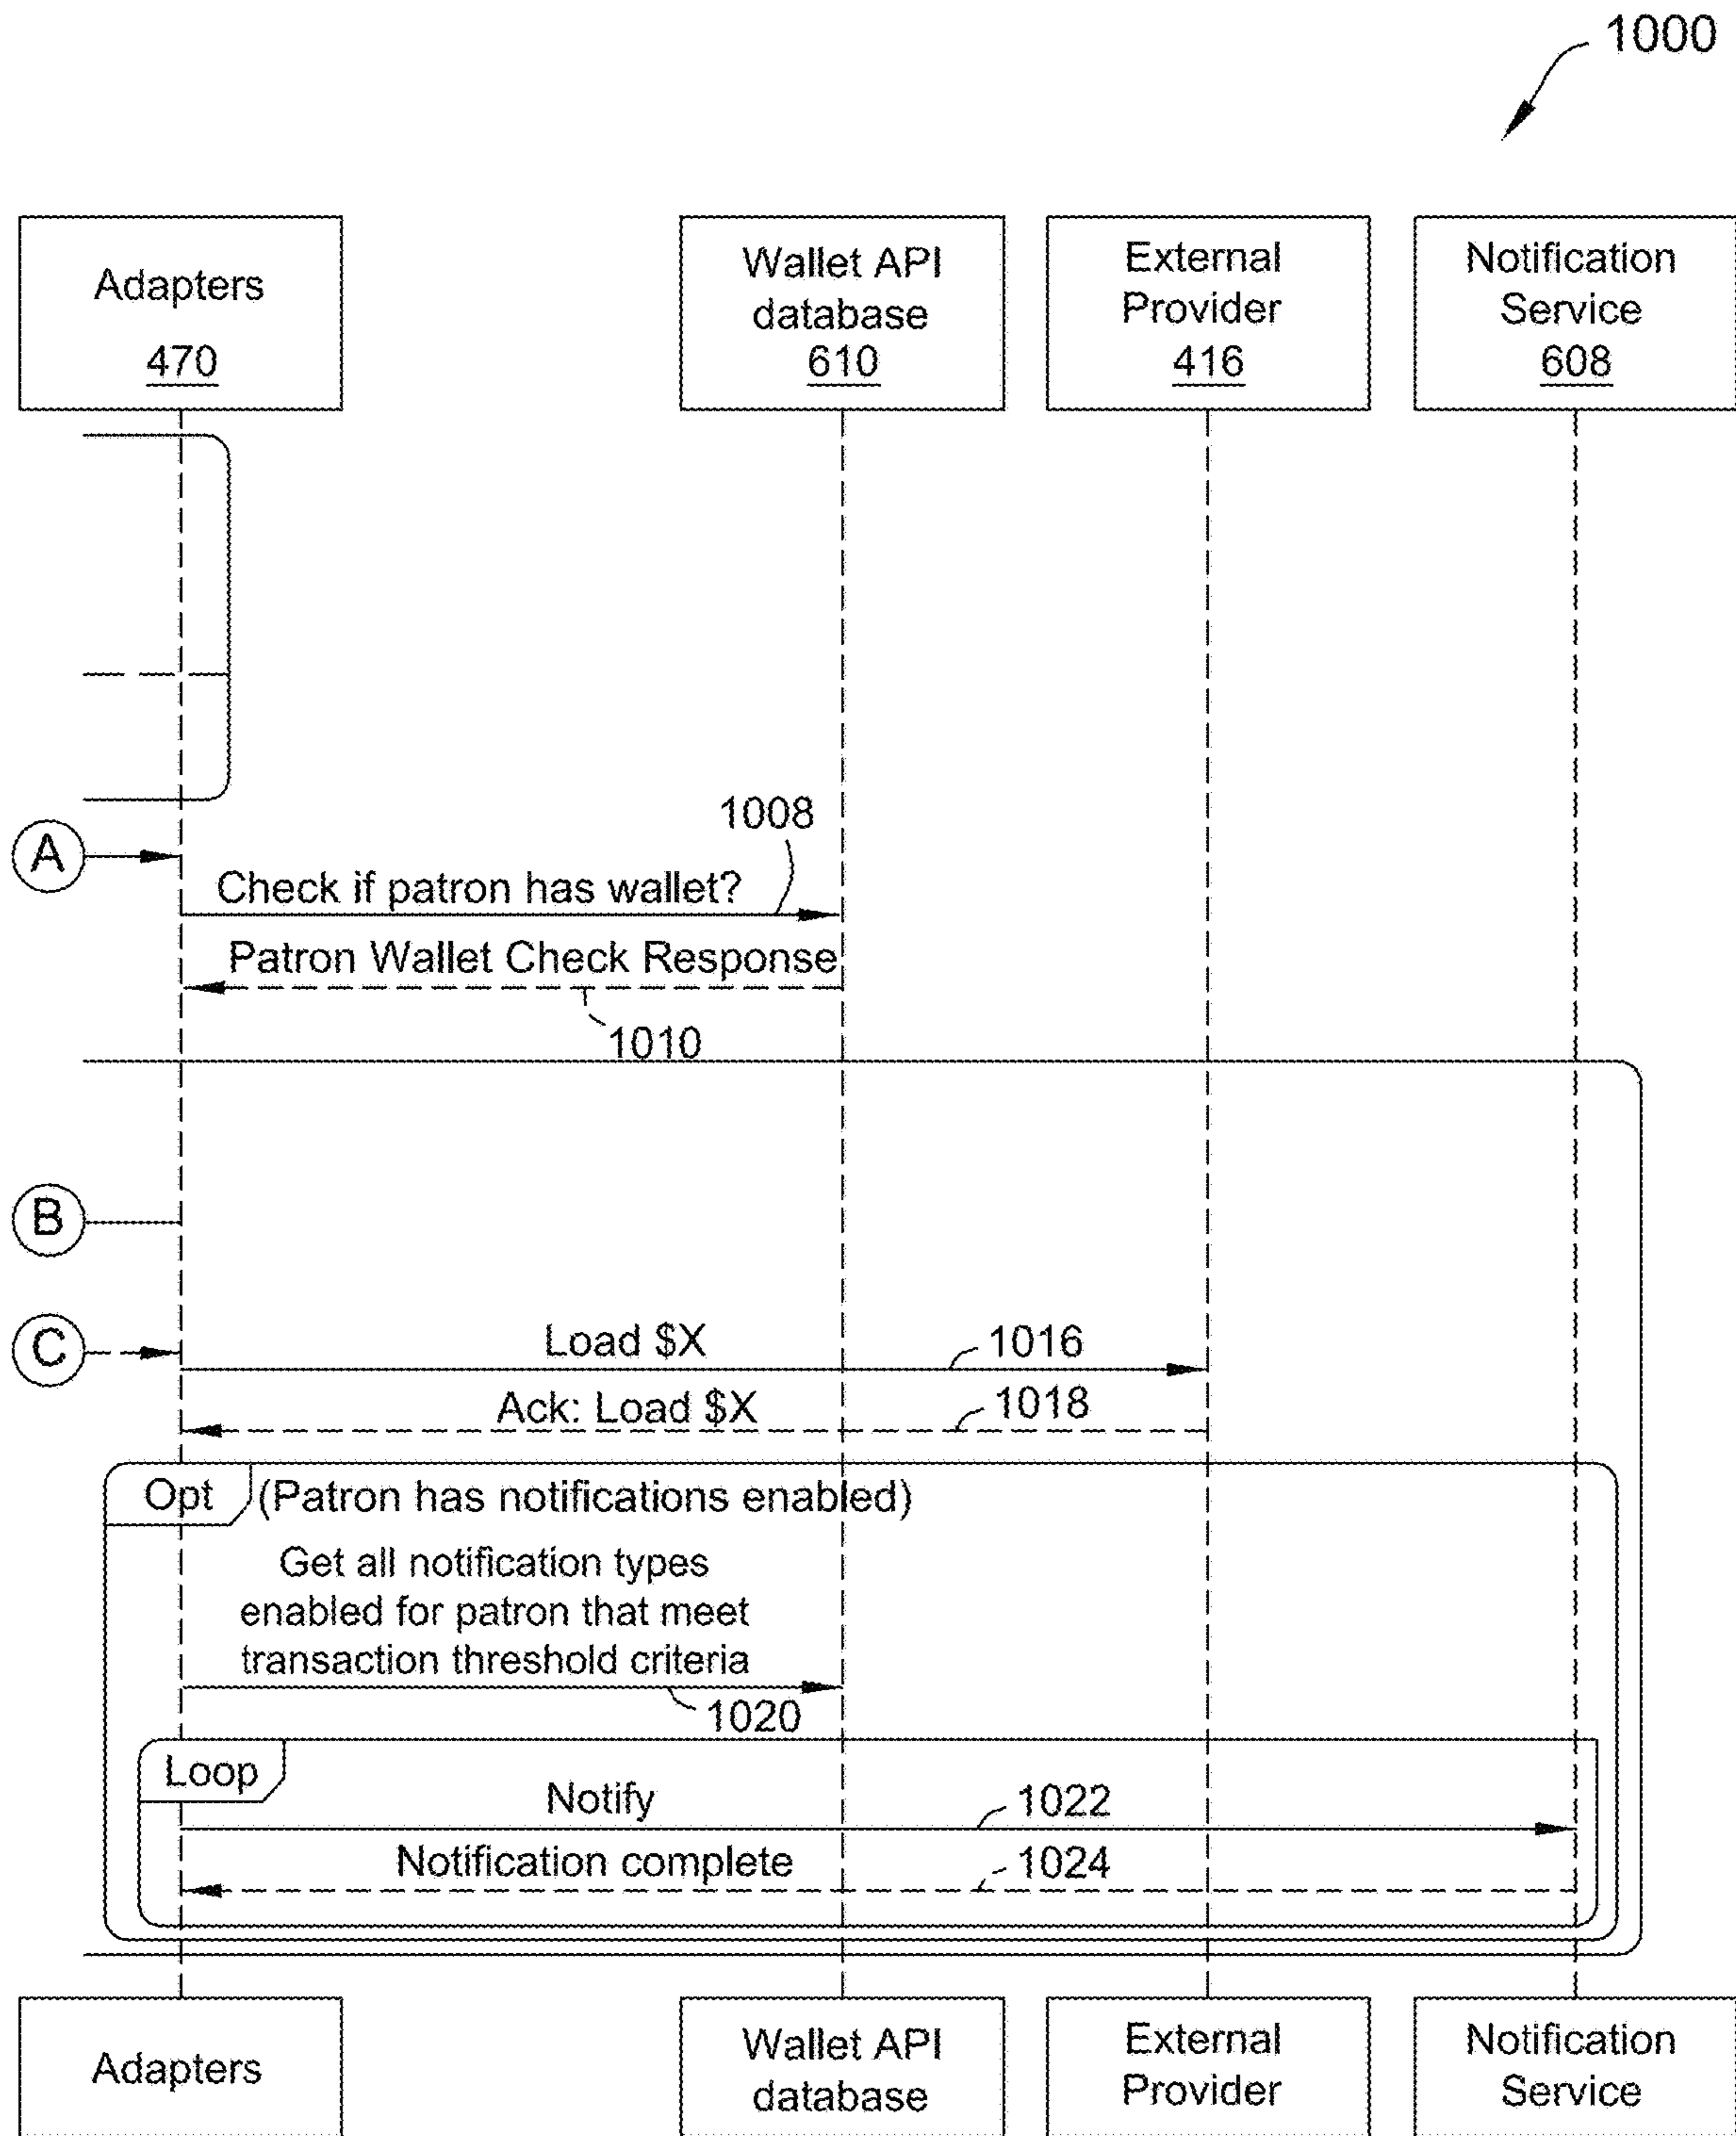 1000
Adapters
470
Wallet API
database
610
External
Provider
416
Notification
Service
608
A
1008
Check if patron has wallet?
Patron Wallet Check Response
1010
B
C
Load $X
1016
Ack: Load $X
1018
Opt
(Patron has notifications enabled)
Get all notification types
enabled for patron that meet
transaction threshold criteria
1020
Loop
Notify
1022
Notification complete
1024
Adapters
Wallet API
database
External
Provider
Notification
Service